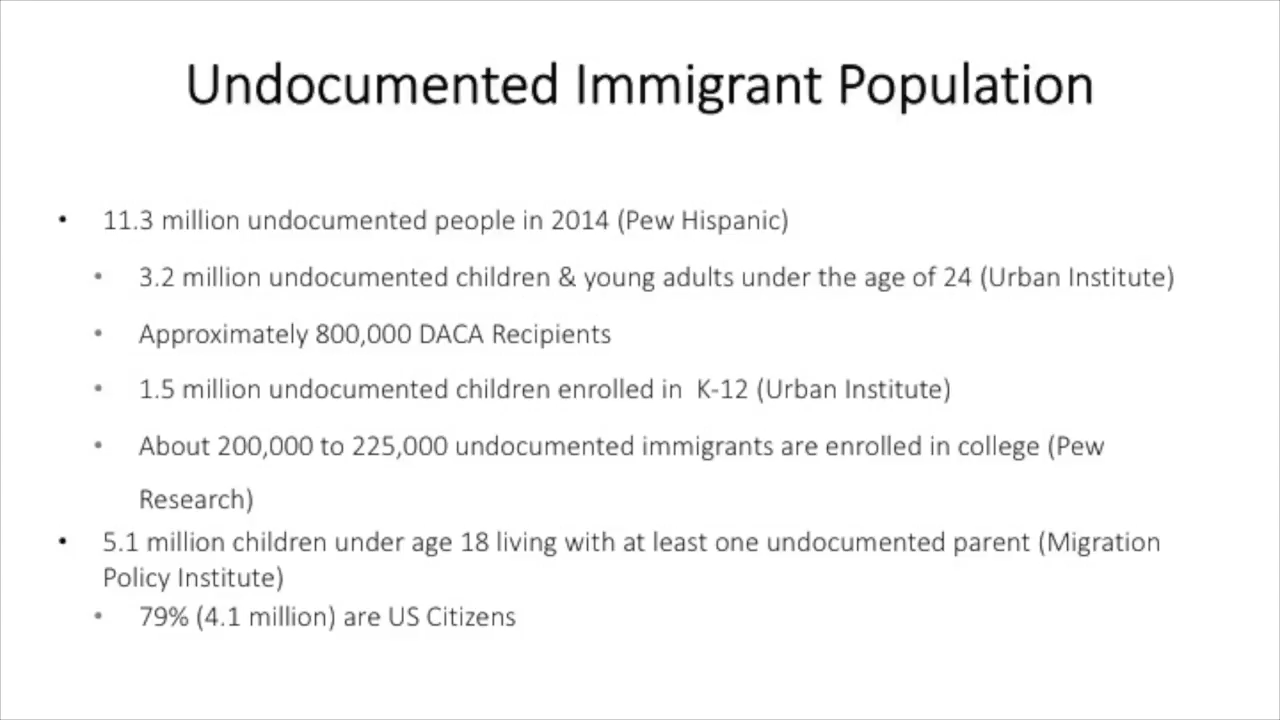 Undocumented Immigrant Population
• 11.3 million undocumented people in 2014 (Pew Hispanic)
• 3.2 million undocumented children & young adults under the age of 24 (Urban Institute)
• Approximately 800,000 DACA Recipients
• 1.5 million undocumented children enrolled in  K-12 (Urban Institute)
• About 200,000 to 225,000 undocumented immigrants are enrolled in college (Pew
Research)
• 5.1 million children under age 18 living with at least one undocumented parent (Migration
Policy Institute)
• 79% (4.1 million) are US Citizens